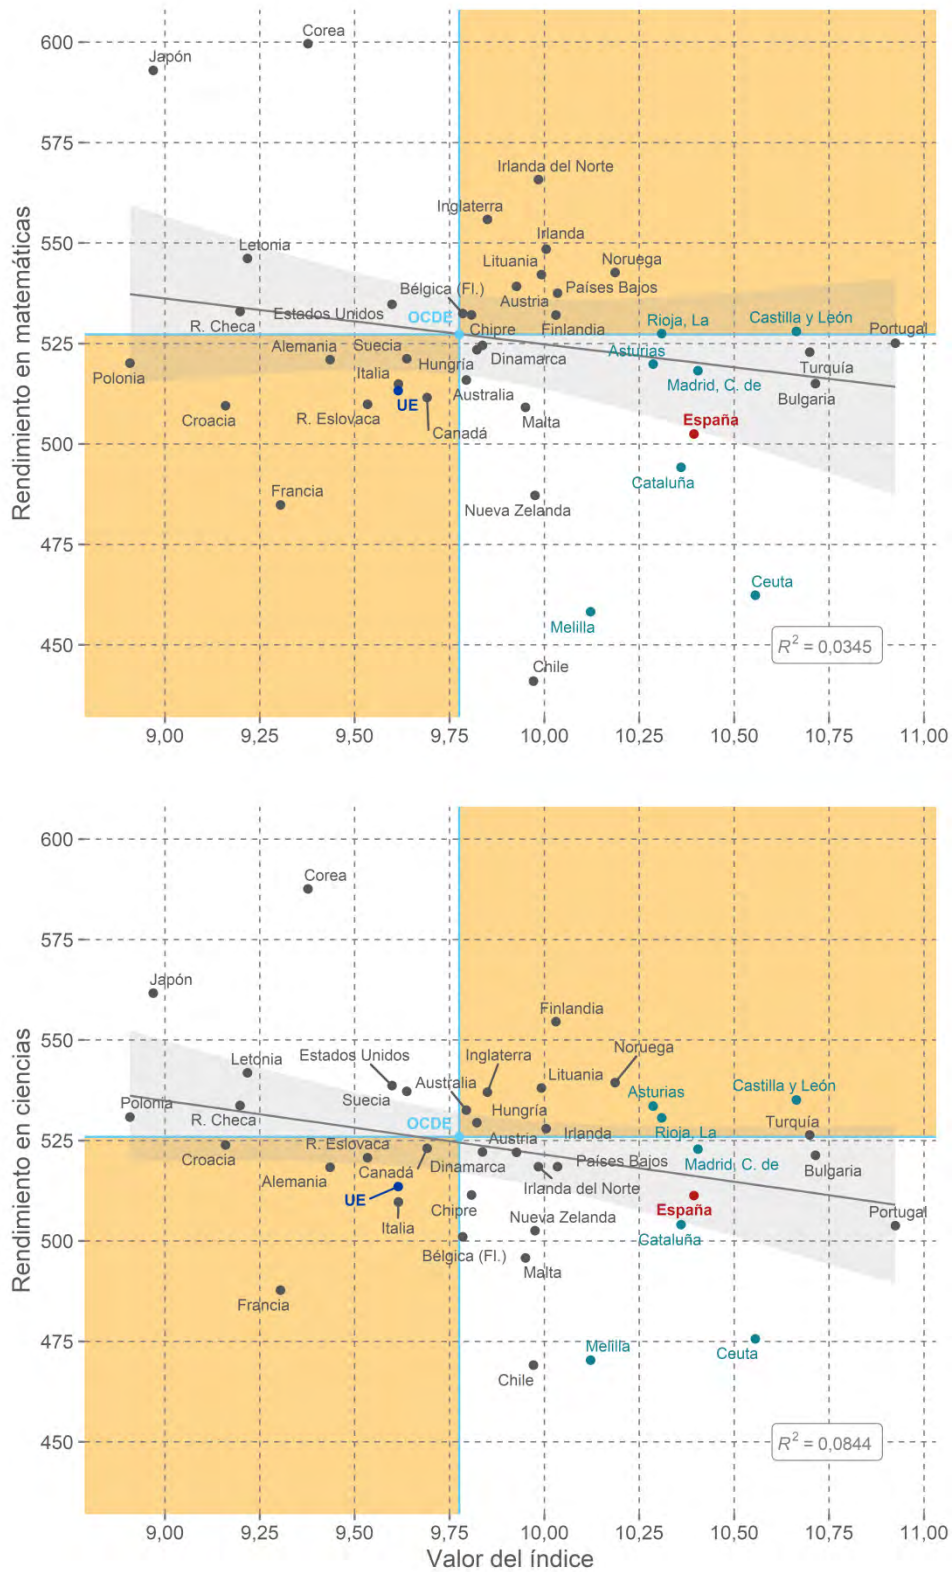 600
Corea
Japón
575
Irlanda del Norte
Inglaterra
550
Letonia
Irlanda
Lituania
Noruega
Bélgica (Fl.)
Países Bajos
Austria
R. Checa
Estados Unidos
OCDE
Chipre
Finlandia
Rioja, La
Castilla y León
Portugal
525
Alemania
Suecia
Hungría
Dinamarca
Asturias
Polonia
Italia
Australia
Madrid, C. de
Turquía
Bulgaria
UE
Croacia
R. Eslovaca
Canadá
Malta
España
500
Cataluña
Francia
Nueva Zelanda
475
Ceuta
Melilla
450
R² = 0,0345
Chile
Rendimiento en matemáticas
9,00 9,25 9,50 9,75 10,00 10,25 10,50 10,75 11,00
600
Corea
575
Japón
Finlandia
550
Estados Unidos
Inglaterra
Noruega
Letonia
Australia
Lituania
Asturias
Castilla y León
Suecia
Polonia
R. Checa
Hungría
OCDE
Irlanda
Rioja, La
Turquía
525
Croacia
R. Eslovaca
Austria
Alemania
Canadá
Dinamarca
Países Bajos
Madrid, C. de
Bulgaria
UE
Irlanda del Norte
Chipre
Nueva Zelanda
España
Portugal
Italia
500
Bélgica (Fl.)
Cataluña
Malta
Francia
475
Melilla
Ceuta
Chile
450
R² = 0,0844
Rendimiento en ciencias
9,00 9,25 9,50 9,75 10,00 10,25 10,50 10,75 11,00
Valor del índice